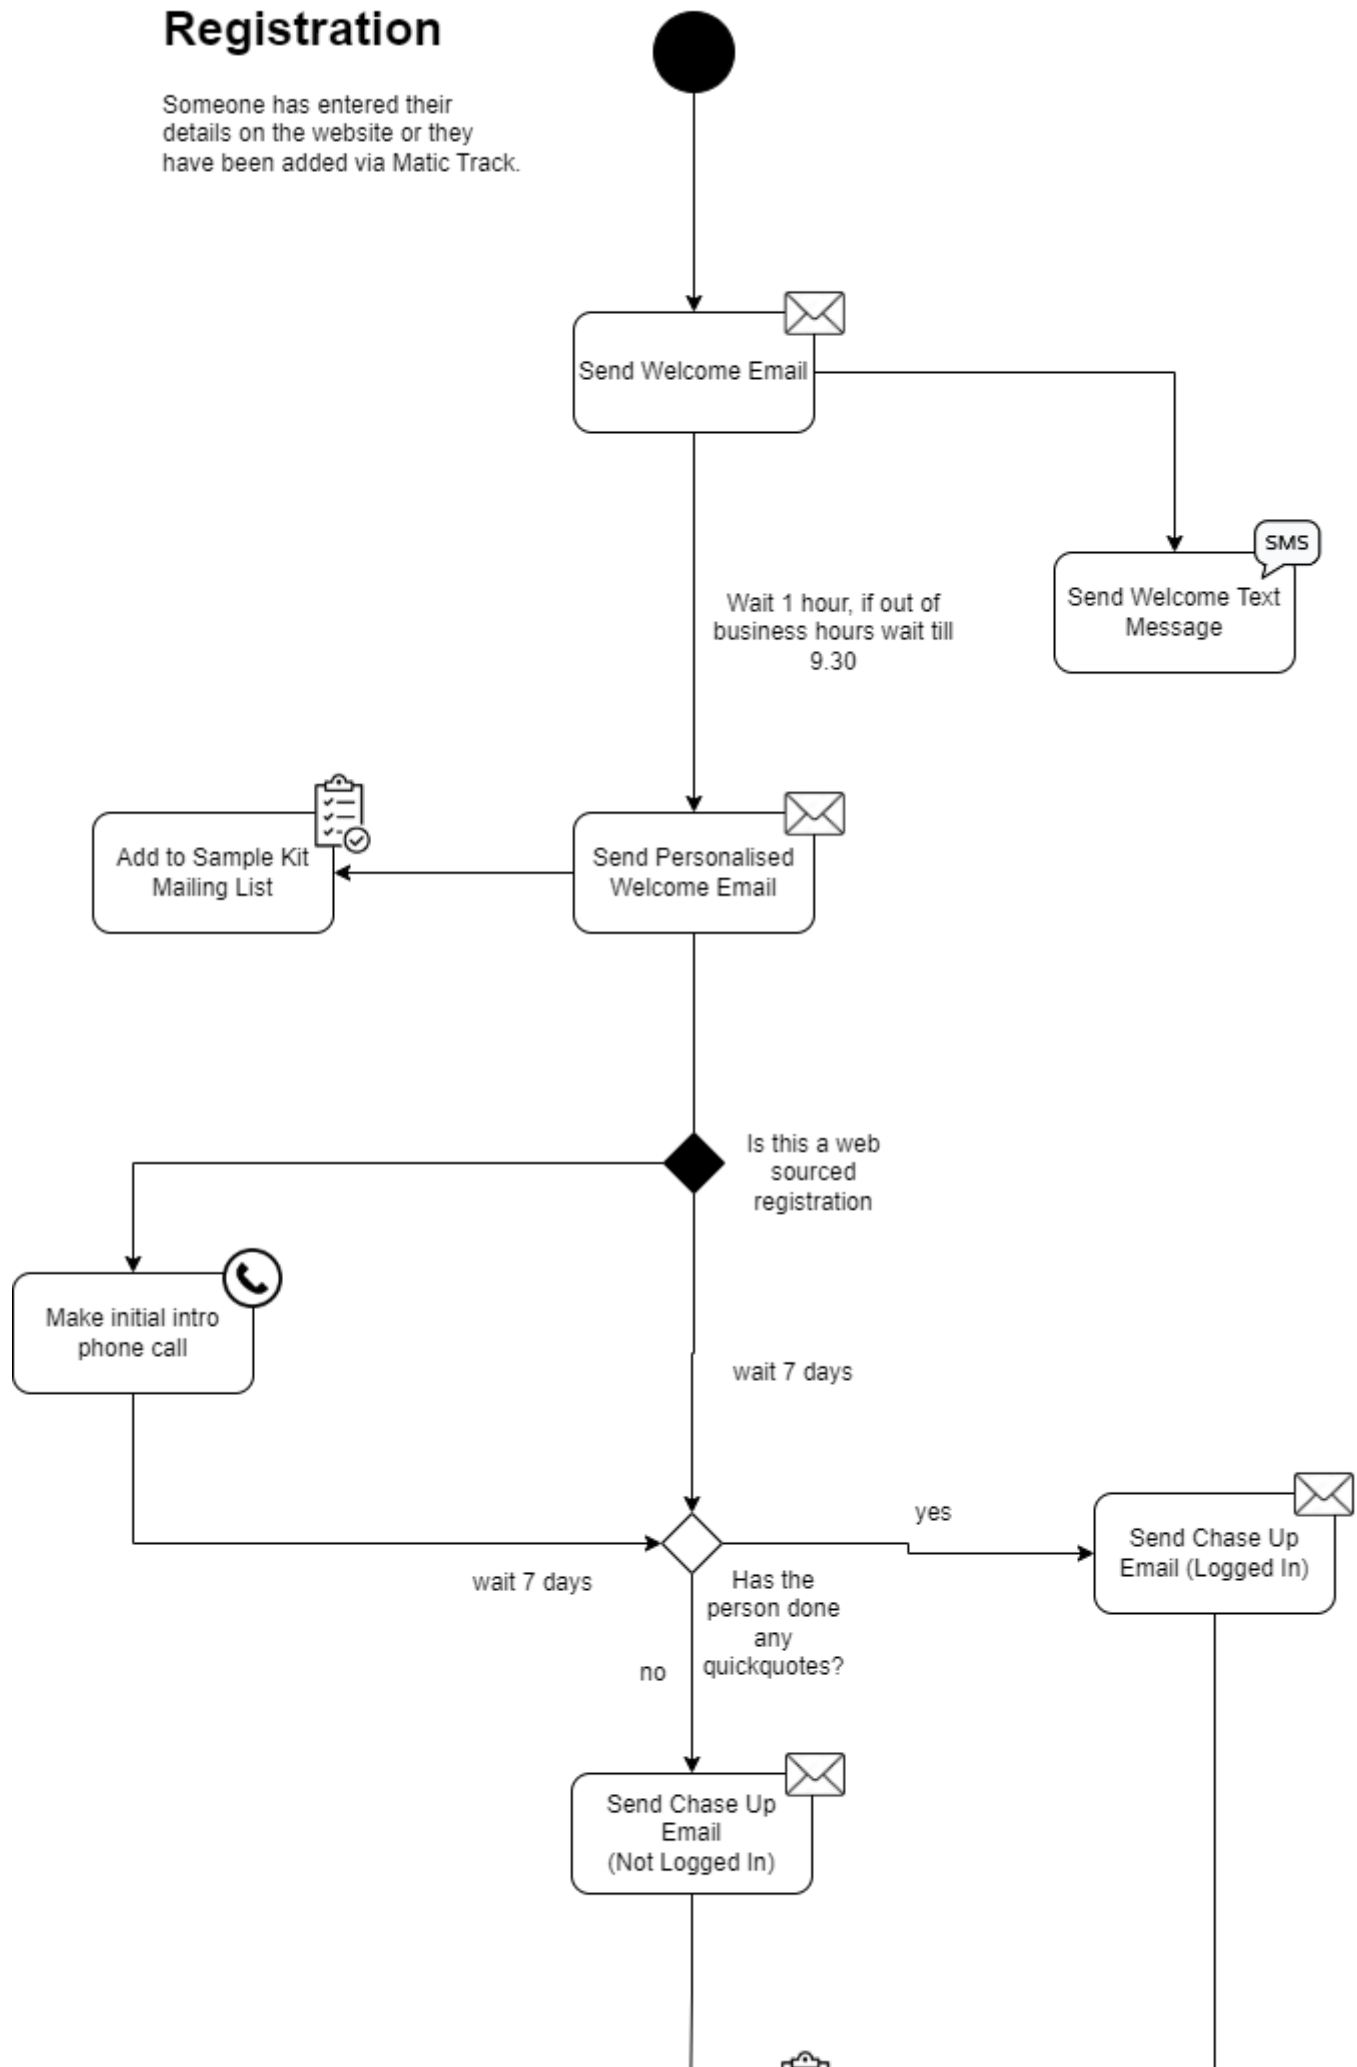 Registration
Someone has entered their
details on the website or they
have been added via Matic Track.
Send Welcome Email
SMS
Send Welcome Text
Message
Wait 1 hour, if out of
business hours wait till
9.30
Add to Sample Kit
Mailing List
Send Personalised
Welcome Email
Is this a web
sourced
registration
Make initial intro
phone call
wait 7 days
yes
Send Chase Up
Email (Logged In)
wait 7 days
Has the
person done
any
quickquotes?
no
Send Chase Up
Email
(Not Logged In)